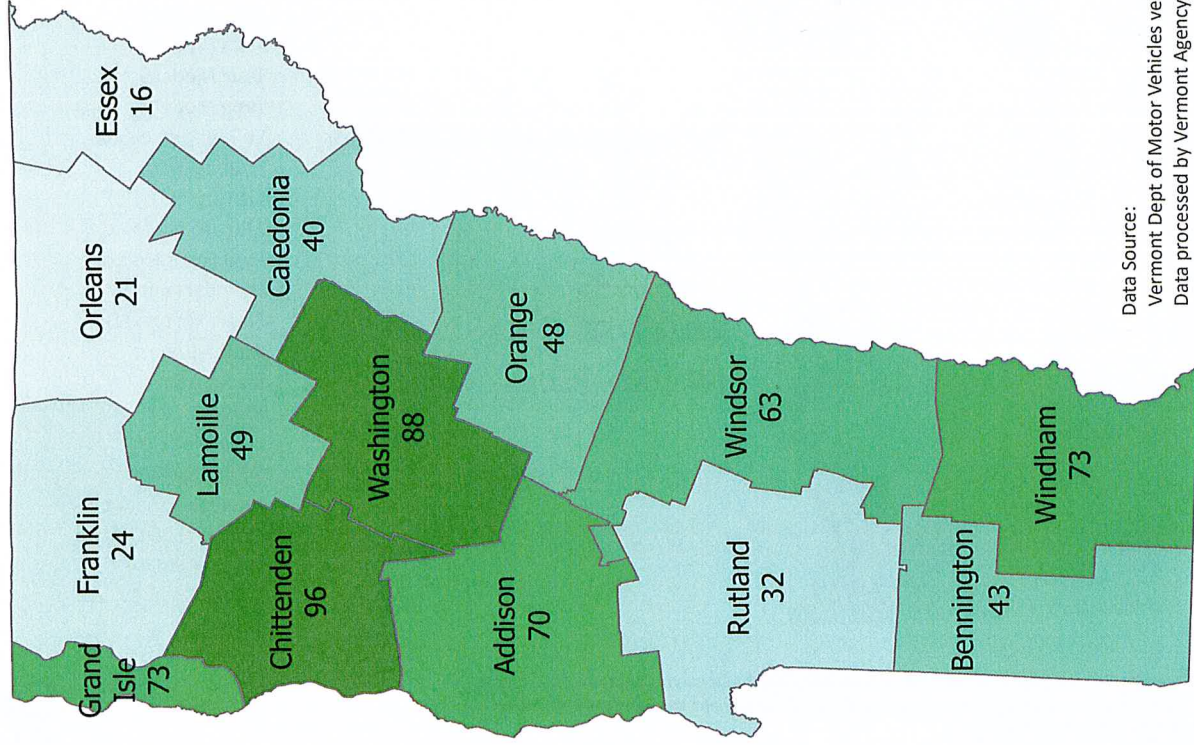 Grand
Isle
73
Franklin
24
Orleans
21
Essex
16
Lamoille
49
Caledonia
40
Chittenden
96
Washington
88
Addison
70
Orange
48
Rutland
32
Windsor
63
Bennington
43
Windham
73
Data Source:
Vermont Dept of Motor Vehicles ve
Data processed by Vermont Agency